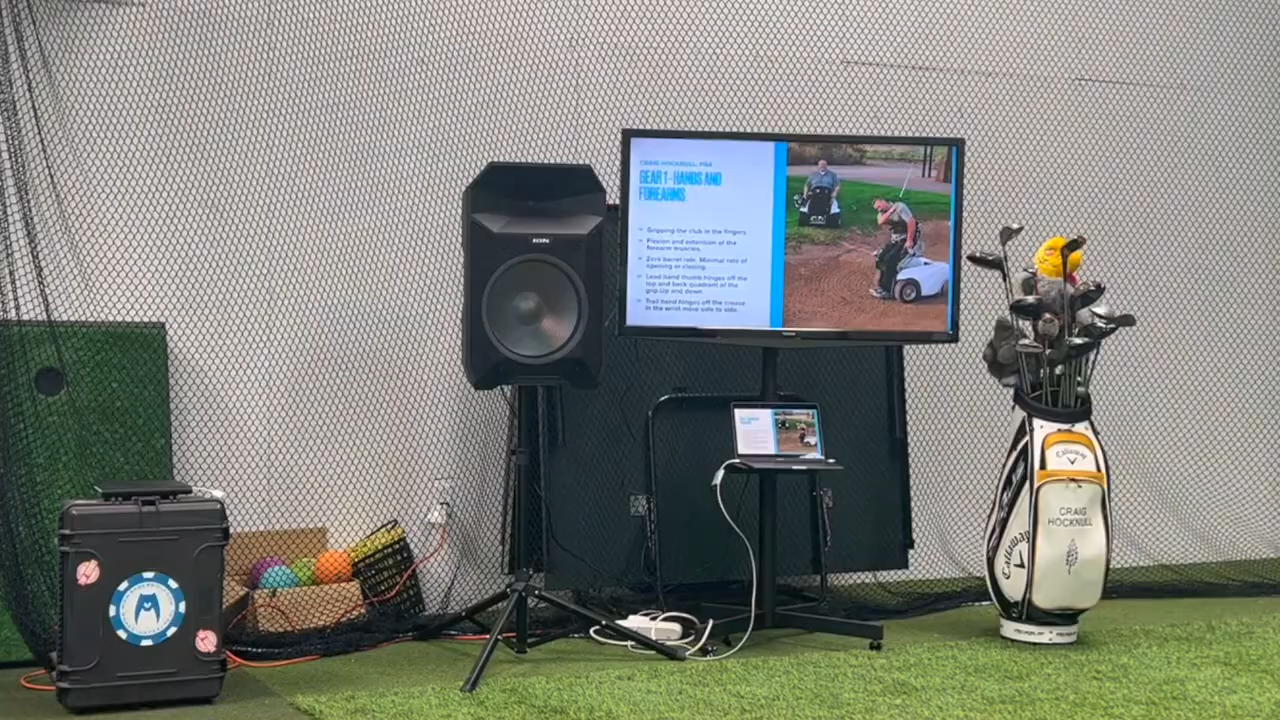 CRAIG HOCKNULL, PGA
GEAR 1 - HANDS AND
FOREARMS
Gripping the club in the fingers
Flexion and extension of the
forearm muscles.
Zero barrel role. Minimal rate of
opening or closing.
Lead hand thumb hinges off the
top and back quadrant of the
grip. Up and down.
Trail hand hinges off the crease
in the wrist move side to side.
ION
Callaway
CRAIG
HOCKNULL
Callaway